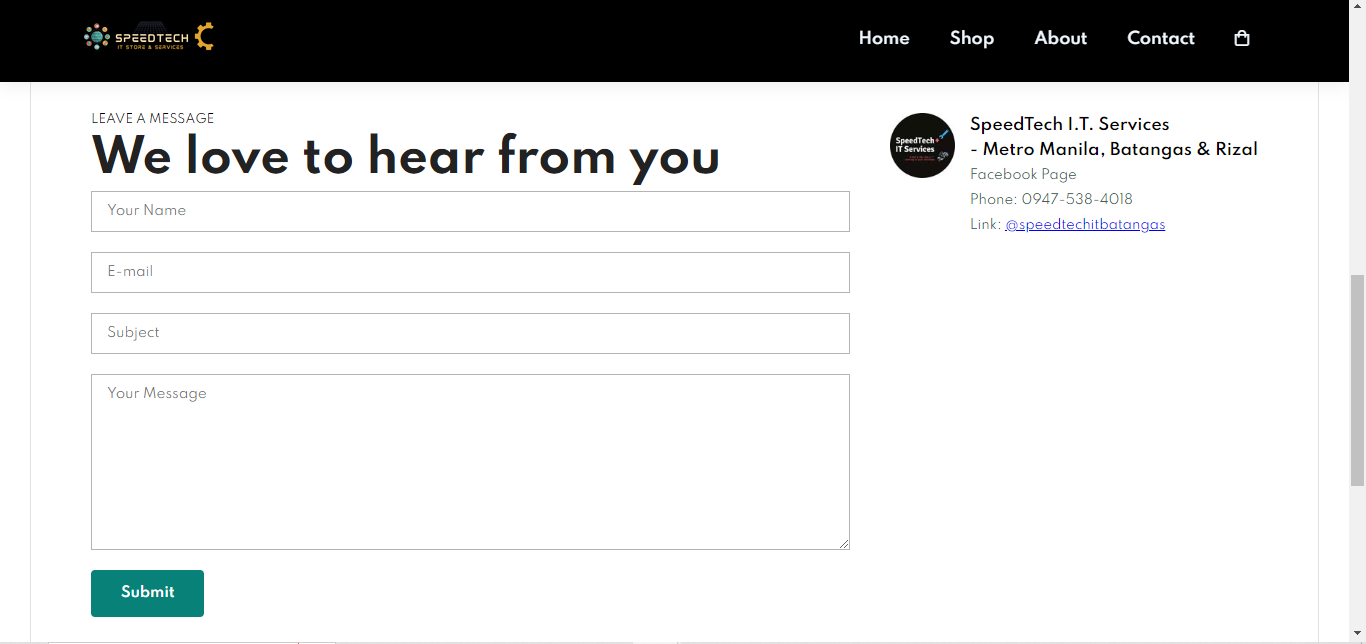 SPEEDTECH
IT STORE & SERVICES
Home
Shop
About
Contact
LEAVE A MESSAGE
We love to hear from you
Your Name
E-mail
Subject
Your Message
Submit
SpeedTech
IT Services
SpeedTech I.T. Services
- Metro Manila, Batangas & Rizal
Facebook Page
Phone: 0947-538-4018
Link: @speedtechitbatangas